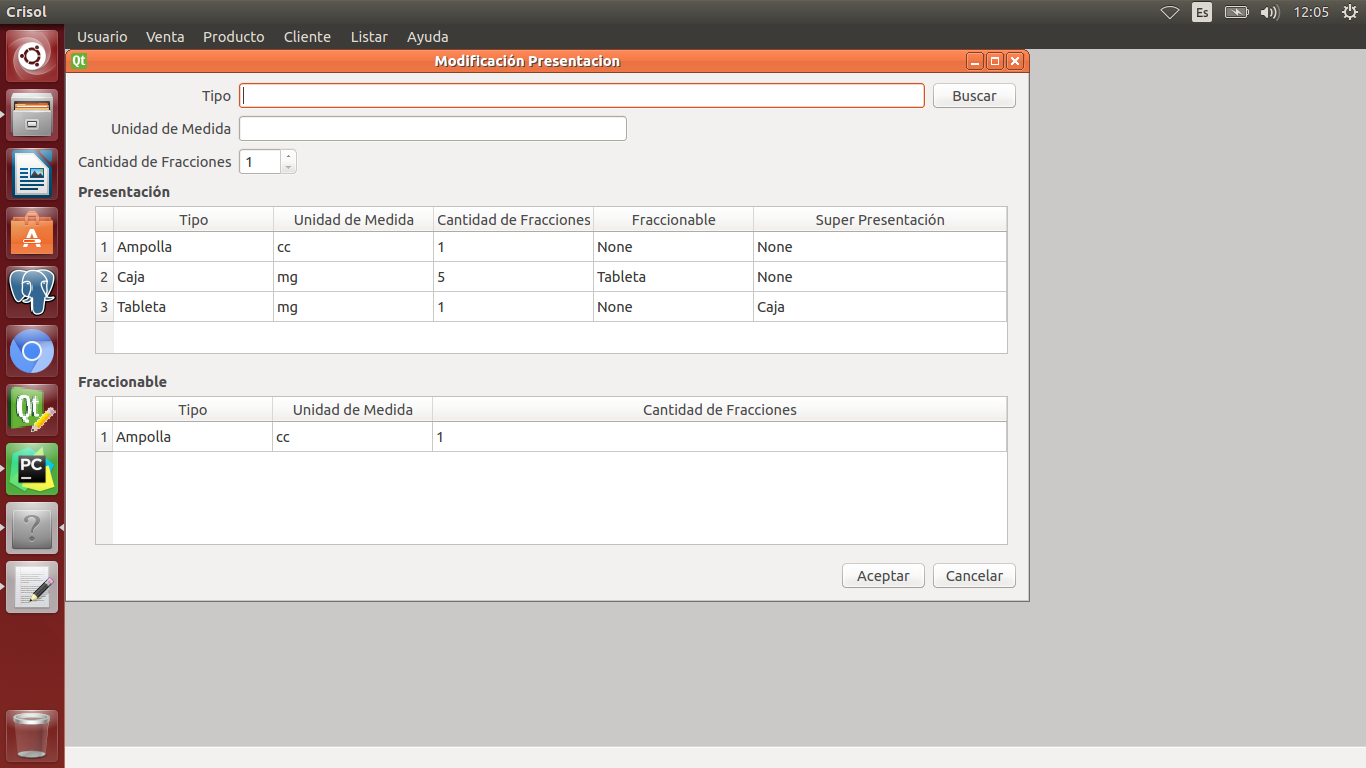 Crisol Es 12:05
Usuario Venta Producto Cliente Listar Ayuda
Qt Modificación Presentacion
Tipo Buscar
Unidad de Medida
Cantidad de Fracciones 1
Presentación
Tipo Unidad de Medida Cantidad de Fracciones Fraccionable Super Presentación
1 Ampolla cc 1 None None
2 Caja mg 5 Tableta None
3 Tableta mg 1 None Caja
Fraccionable
Tipo Unidad de Medida Cantidad de Fracciones
1 Ampolla cc 1
Aceptar Cancelar
A
Qt
PC
?